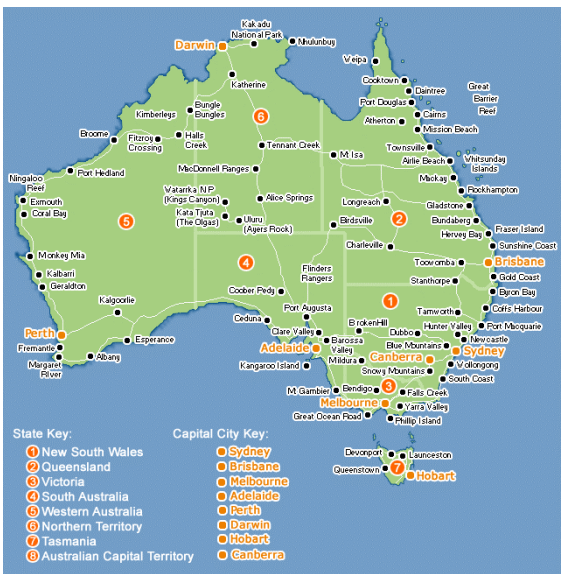 Kakadu
National Park
Darwin
Nhulunbuy
Weipa
Katherine
Cooktown
Daintree
Great
Barrier
Reef
Port Douglas
Kimberleys
Bungle
Bungles
6
Cairns
Atherton
Mission Beach
Broome
Fitzroy
Crossing
Halls
Creek
Tennant Creek
Townsville
Mt Isa
Airlie Beach
Whitsunday
Islands
MacDonnell Ranges
Port Hedland
Ningaloo
Reef
Mackay
Rockhampton
Watarrka N.P
(Kings Canyon)
Alice Springs
Longreach
Exmouth
Coral Bay
Kata Tjuta
(The Olgas)
Uluru
(Ayers Rock)
5
2
Gladstone
Bundaberg
Birdsville
Fraser Island
Hervey Bay
Charleville
Sunshine Coast
Monkey Mia
4
Flinders
Rangers
Toowomba
Brisbane
Kalbarri
Geraldton
Stanthorpe
Gold Coast
Coober Pedy
Byron Bay
Kalgoorlie
1
Port Augusta
Tamworth
Coffs Harbour
Ceduna
Clare Valley
BrokenHill
Dubbo
Hunter Valley
Port Macquarie
Perth
Esperance
Barossa
Valley
Newcastle
Fremantle
Adelaide
Blue Mountains
Sydney
Margaret
River
Albany
Kangaroo Island
Mildura
Canberra
Wollongong
Snowy Mountains
South Coast
Mt Gambier
Bendigo
3
Falls Creek
Melbourne
Yarra Valley
Great Ocean Road
Phillip Island
State Key:
1 New South Wales
2 Queensland
3 Victoria
4 South Australia
5 Western Australia
6 Northern Territory
7 Tasmania
8 Australian Capital Territory
Capital City Key:
Sydney
Brisbane
Melbourne
Adelaide
Perth
Darwin
Hobart
Canberra
Devonport
Launceston
Queenstown
7
Hobart